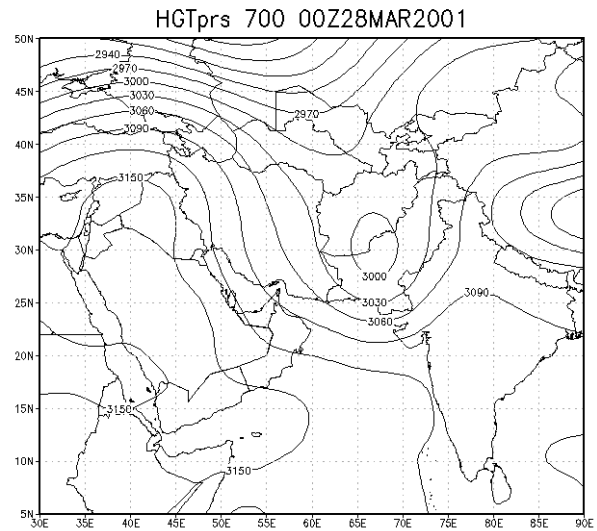 HGTprs 700 00Z28MAR2001
50N
2940
2970
3000
45N
3030
2970
3060
3090
40N
3150
35N
30N
3000
3090
25N
3030
3060
20N
15N
3150
10N
3150
5N
30E 35E 40E 45E 50E 55E 60E 65E 70E 75E 80E 85E 90E